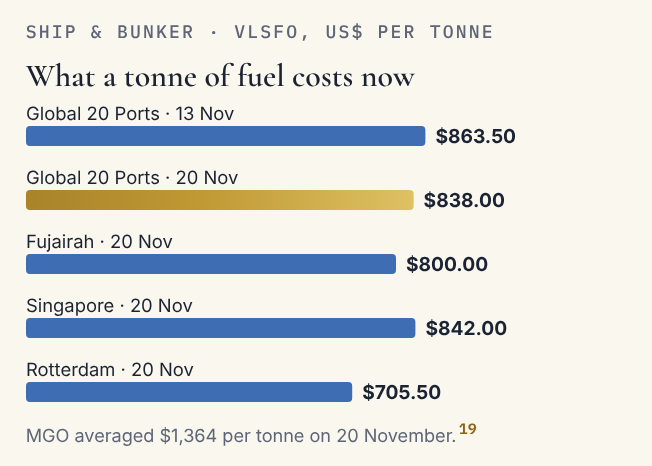 SHIP & BUNKER · VLSFO, US$ PER TONNE
What a tonne of fuel costs now
Global 20 Ports · 13 Nov
$863.50
Global 20 Ports · 20 Nov
$838.00
Fujairah · 20 Nov
$800.00
Singapore · 20 Nov
$842.00
Rotterdam · 20 Nov
$705.50
MGO averaged $1,364 per tonne on 20 November. 19